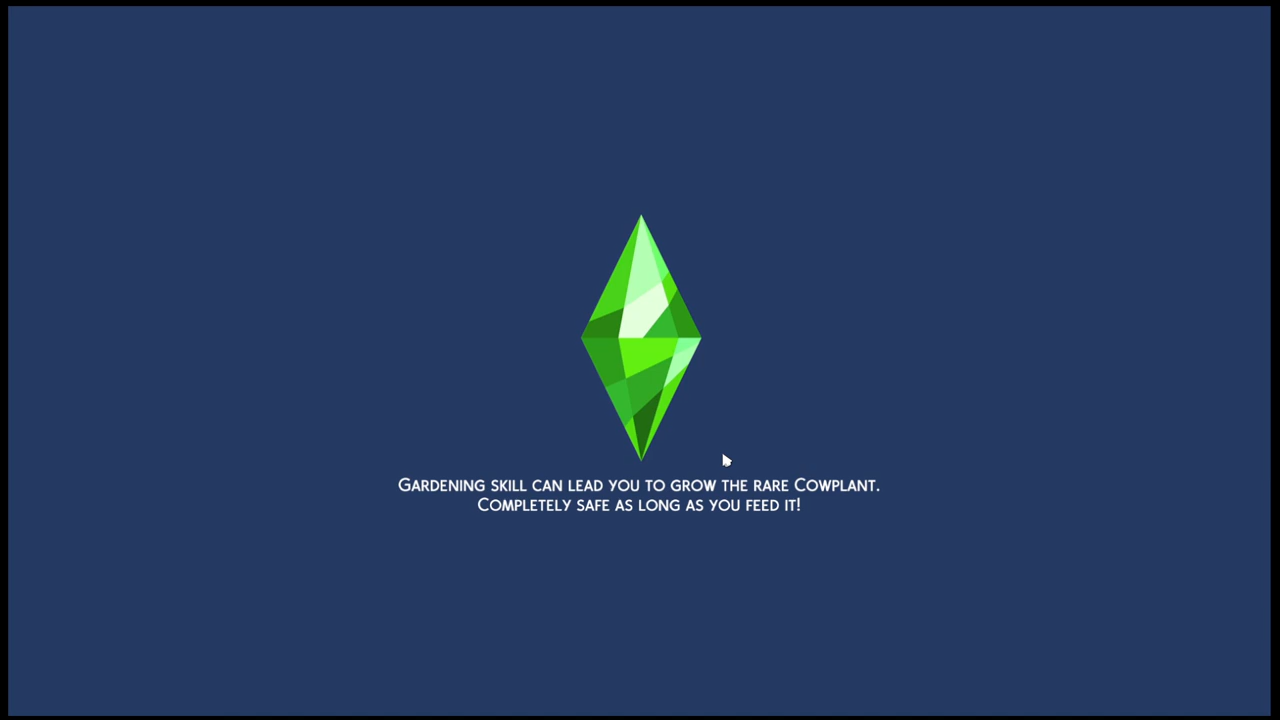 Gardening skill can lead you to grow the rare Cowplant.
Completely safe as long as you feed it!